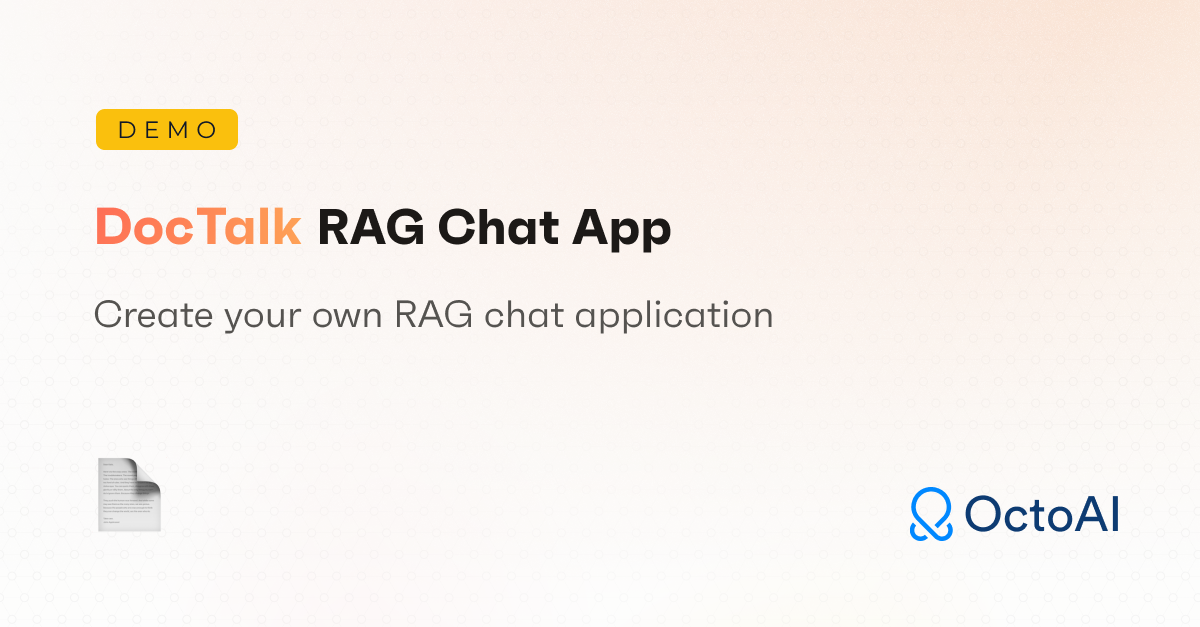 DEMO
DocTalk RAG Chat App
Create your own RAG chat application
OctoAI